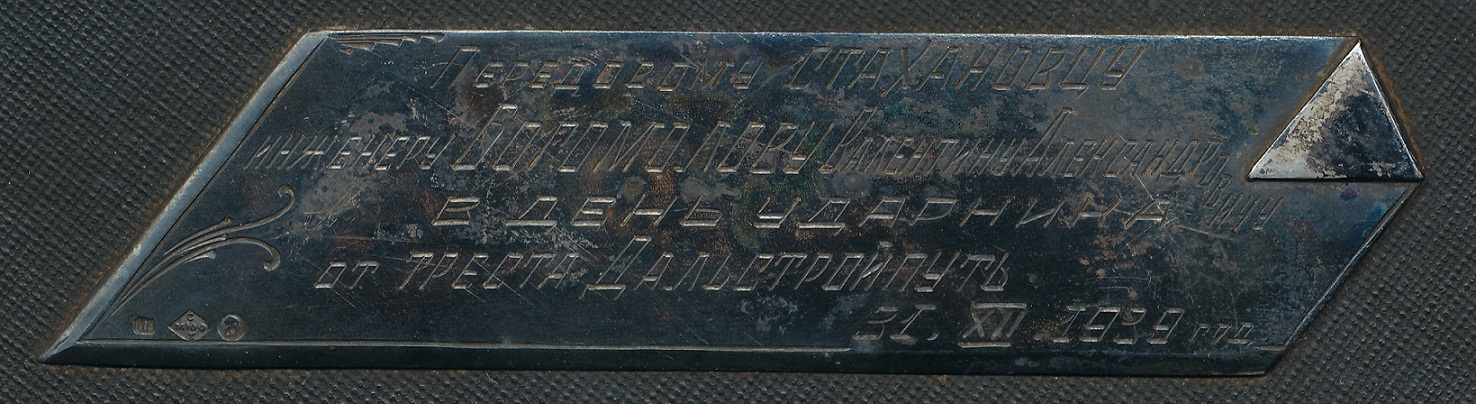 Передовому СТАХАНОВЦУ
инженеру Богомолову Валентину Александровичу
В ДЕНЬ УДАРНИКА
от ТРЕСТА ДАЛЬСТРОЙПУТЬ
31. XII 1939 год